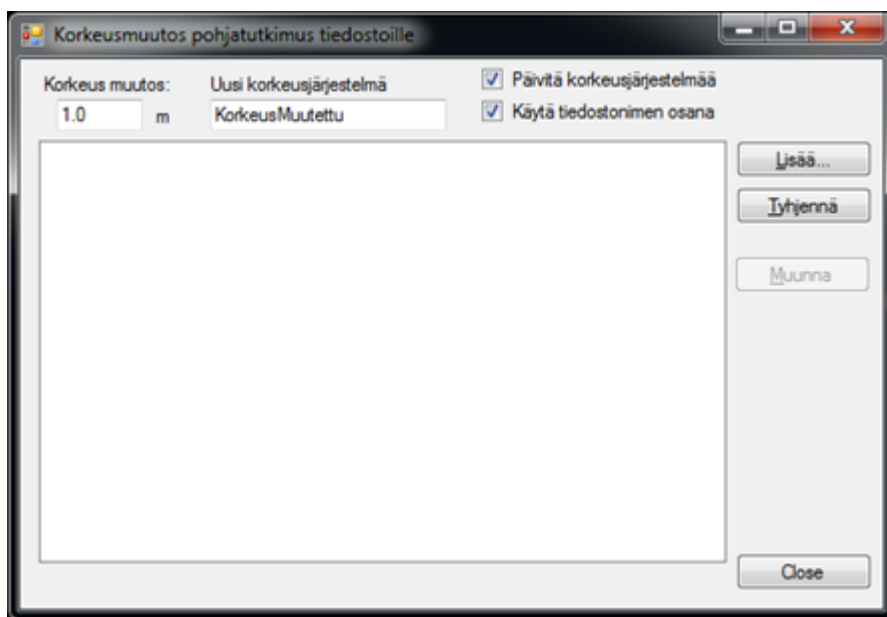 Korkeusmuutos pohjatutkimus tiedostoille
Korkeus muutos:
Uusi korkeusjärjestelmä
Päivitä korkeusjärjestelmää
1.0 m
KorkeusMuutettu
Käytä tiedostonimen osana
Lisää...
Tyhjennä
Muunna
Close